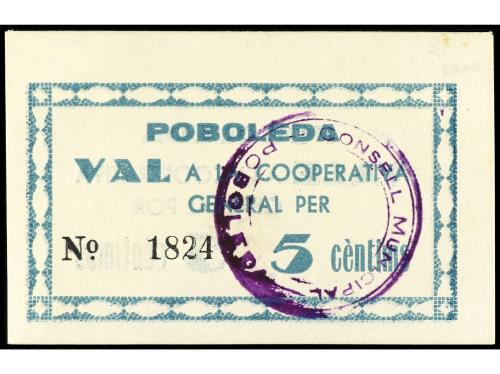 POBOLEDA
VAL A LA COOPERATIVA
GENERAL PER
Nº 1824 5 cèntims
CONSELL MUNICIPAL
POBOLEDA